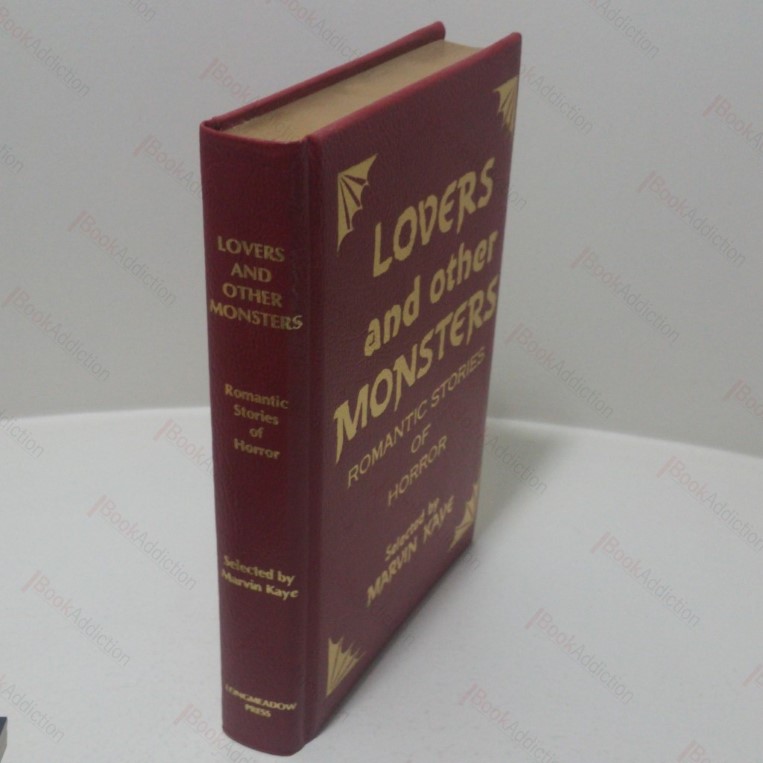 LOVERS
AND
OTHER
MONSTERS
Romantic
Stories
of
Horror
Selected by
Marvin Kaye
LONGMEADOW
PRESS
LOVERS
and other
MONSTERS
ROMANTIC STORIES
OF
HORROR
Selected by
MARVIN KAYE
BookAddiction